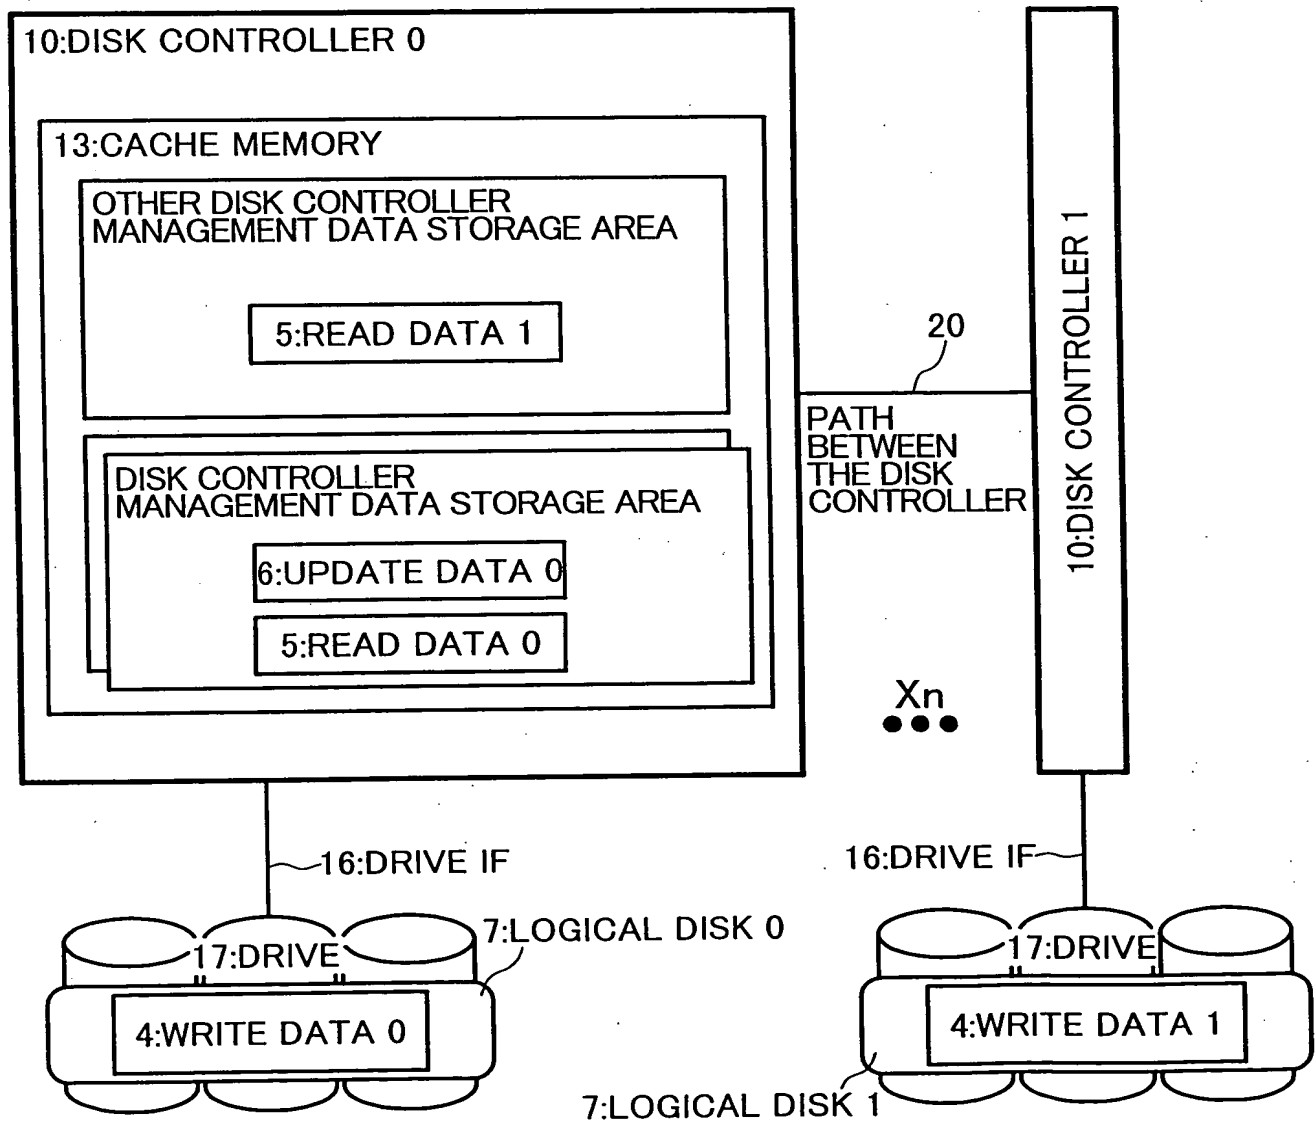 10:DISK CONTROLLER 0
13:CACHE MEMORY
OTHER DISK CONTROLLER
MANAGEMENT DATA STORAGE AREA
5:READ DATA 1
DISK CONTROLLER
MANAGEMENT DATA STORAGE AREA
6:UPDATE DATA 0
5:READ DATA 0
20
PATH
BETWEEN
THE DISK
CONTROLLER
10:DISK CONTROLLER 1
Xn
16:DRIVE IF
16:DRIVE IF
17:DRIVE
7:LOGICAL DISK 0
4:WRITE DATA 0
17:DRIVE
4:WRITE DATA 1
7:LOGICAL DISK 1